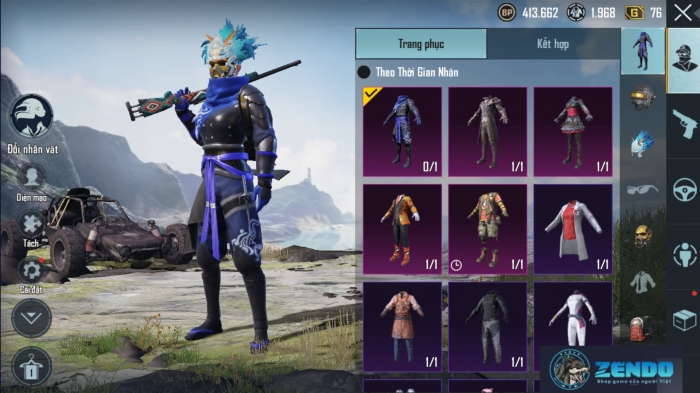 BP 413.662 1.968 G 76
Trang phục Kết hợp
Theo Thời Gian Nhận
0/1 1/1 1/1
Đổi nhân vật
Diện mạo
Tách
1/1 1/1 1/1
Cài đặt
1/1 1/1 1/1
ZENDO
Shop game của người Việt